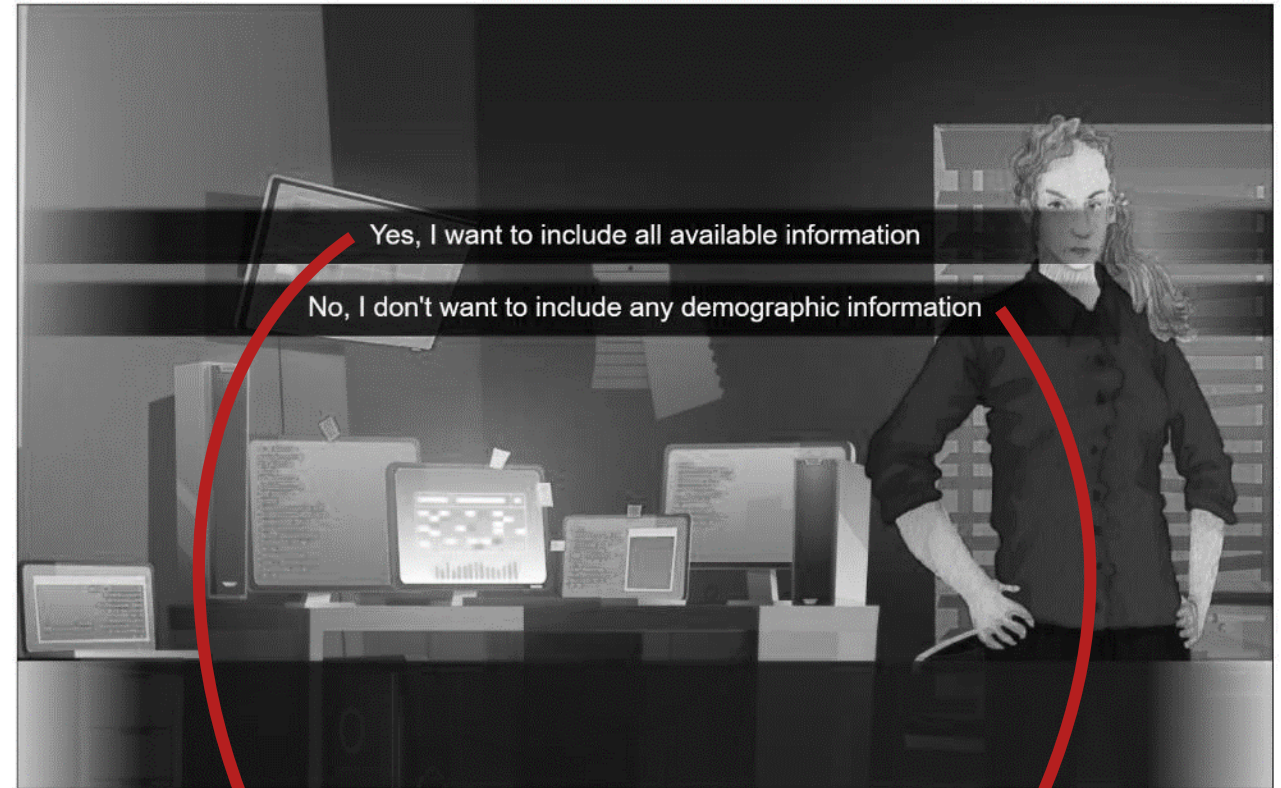 Yes, I want to include all available information
No, I don't want to include any demographic information